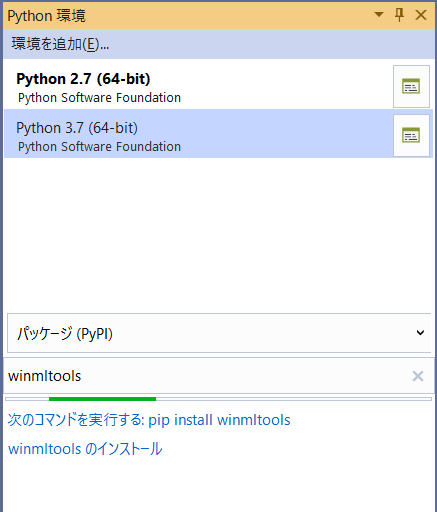 Python 環境
環境を追加(E)...
Python 2.7 (64-bit)
Python Software Foundation
Python 3.7 (64-bit)
Python Software Foundation
パッケージ (PyPI)
winmltools
次のコマンドを実行する: pip install winmltools
winmltools のインストール